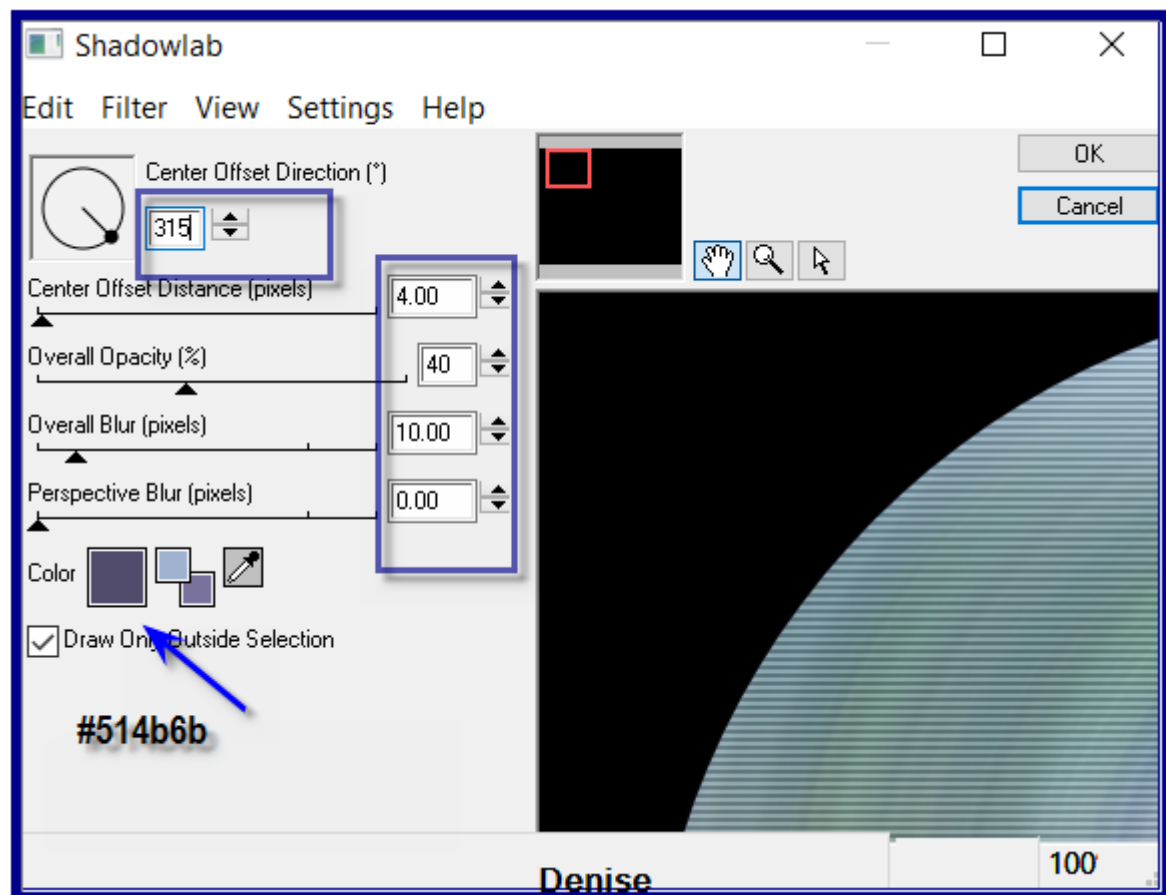 Shadowlab
Edit Filter View Settings Help
Center Offset Direction (°)
315
OK
Cancel
Center Offset Distance (pixels)
4.00
Overall Opacity (%)
40
Overall Blur (pixels)
10.00
Perspective Blur (pixels)
0.00
Color
Draw Only Outside Selection
#514b6b
Denise
100